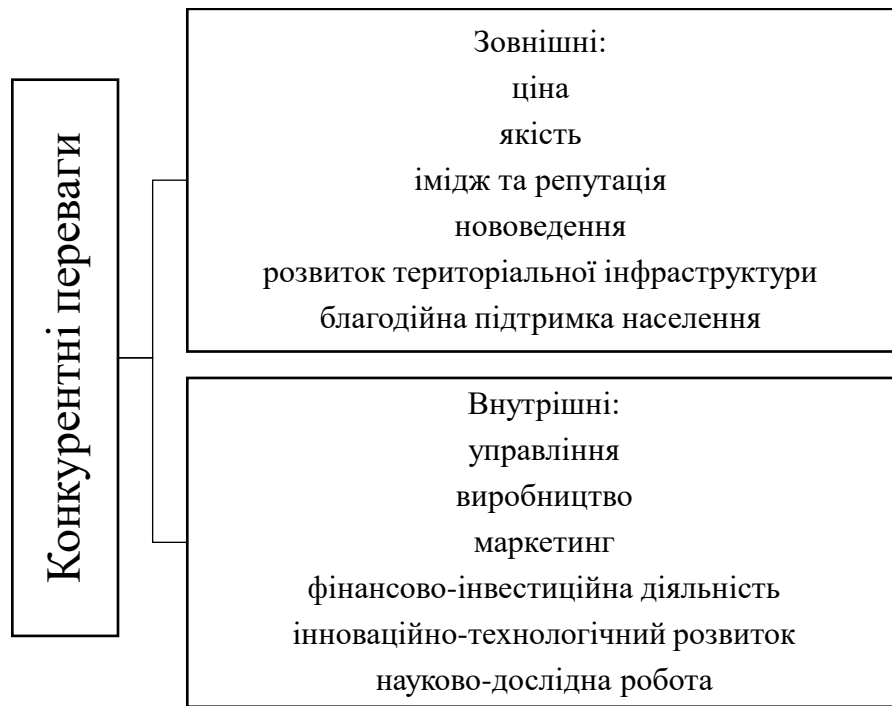 Конкурентні переваги
Зовнішні:
ціна
якість
імідж та репутація
нововедення
розвиток територіальної інфраструктури
благодійна підтримка населення
Внутрішні:
управління
виробництво
маркетинг
фінансово-інвестиційна діяльність
інноваційно-технологічний розвиток
науково-дослідна робота